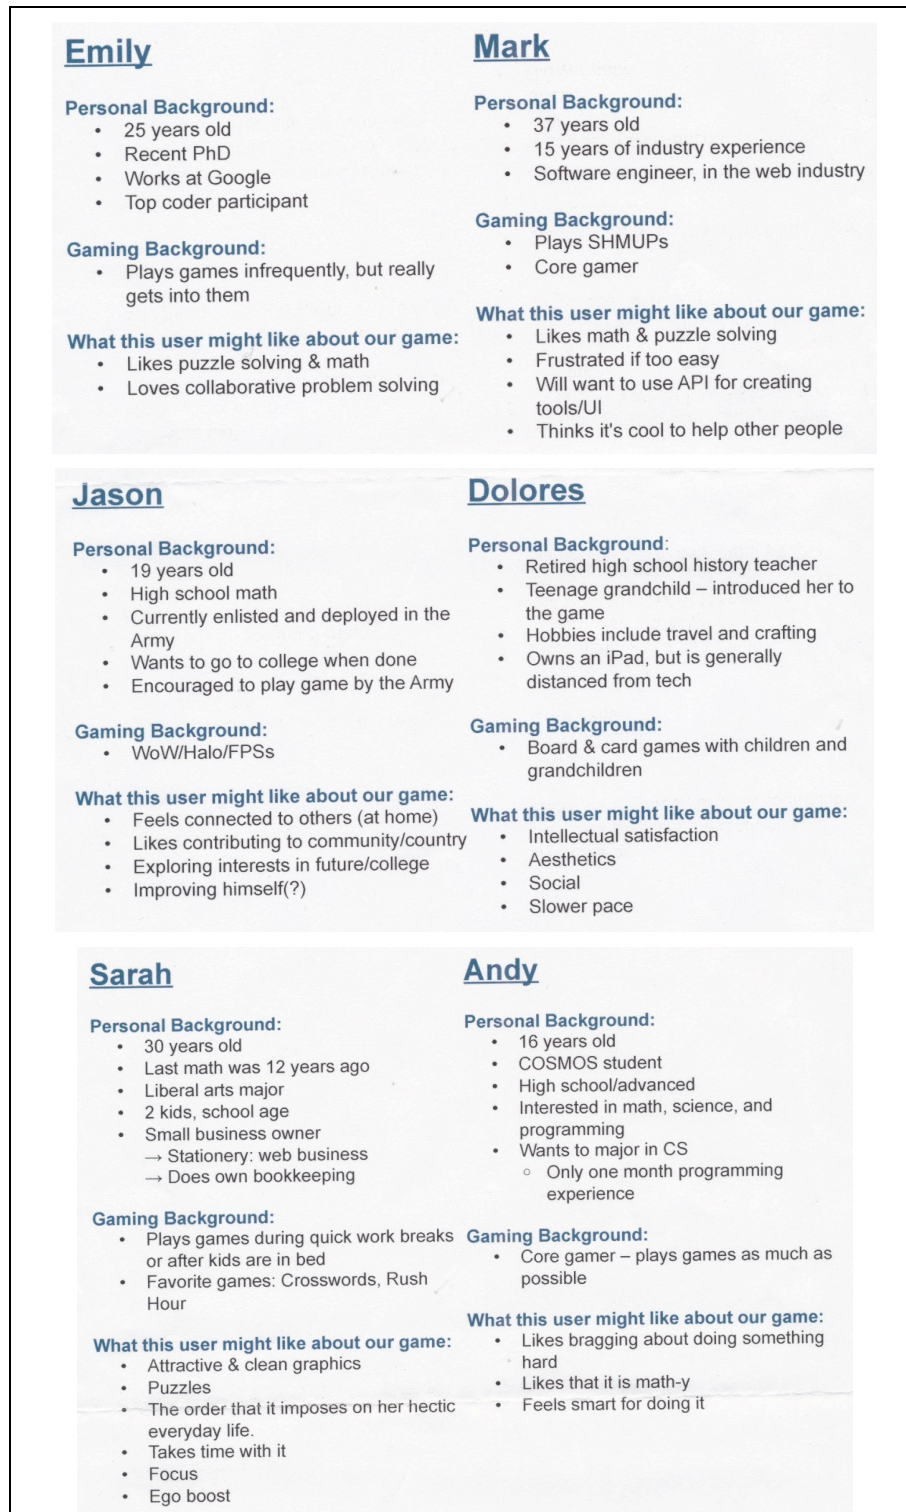 Emily
Personal Background:
• 25 years old
• Recent PhD
• Works at Google
• Top coder participant
Gaming Background:
• Plays games infrequently, but really
gets into them
What this user might like about our game:
• Likes puzzle solving & math
• Loves collaborative problem solving
Mark
Personal Background:
• 37 years old
• 15 years of industry experience
• Software engineer, in the web industry
Gaming Background:
• Plays SHMUPs
• Core gamer
What this user might like about our game:
• Likes math & puzzle solving
• Frustrated if too easy
• Will want to use API for creating
tools/UI
• Thinks it's cool to help other people
Jason
Personal Background:
• 19 years old
• High school math
• Currently enlisted and deployed in the
Army
• Wants to go to college when done
• Encouraged to play game by the Army
Gaming Background:
• WoW/Halo/FPSs
What this user might like about our game:
• Feels connected to others (at home)
• Likes contributing to community/country
• Exploring interests in future/college
• Improving himself(?)
Dolores
Personal Background:
• Retired high school history teacher
• Teenage grandchild – introduced her to
the game
• Hobbies include travel and crafting
• Owns an iPad, but is generally
distanced from tech
Gaming Background:
• Board & card games with children and
grandchildren
What this user might like about our game:
• Intellectual satisfaction
• Aesthetics
• Social
• Slower pace
Sarah
Personal Background:
• 30 years old
• Last math was 12 years ago
• Liberal arts major
• 2 kids, school age
• Small business owner
→ Stationery: web business
→ Does own bookkeeping
Gaming Background:
• Plays games during quick work breaks
or after kids are in bed
• Favorite games: Crosswords, Rush
Hour
What this user might like about our game:
• Attractive & clean graphics
• Puzzles
• The order that it imposes on her hectic
everyday life.
• Takes time with it
• Focus
• Ego boost
Andy
Personal Background:
• 16 years old
• COSMOS student
• High school/advanced
• Interested in math, science, and
programming
• Wants to major in CS
○ Only one month programming
experience
Gaming Background:
• Core gamer – plays games as much as
possible
What this user might like about our game:
• Likes bragging about doing something
hard
• Likes that it is math-y
• Feels smart for doing it